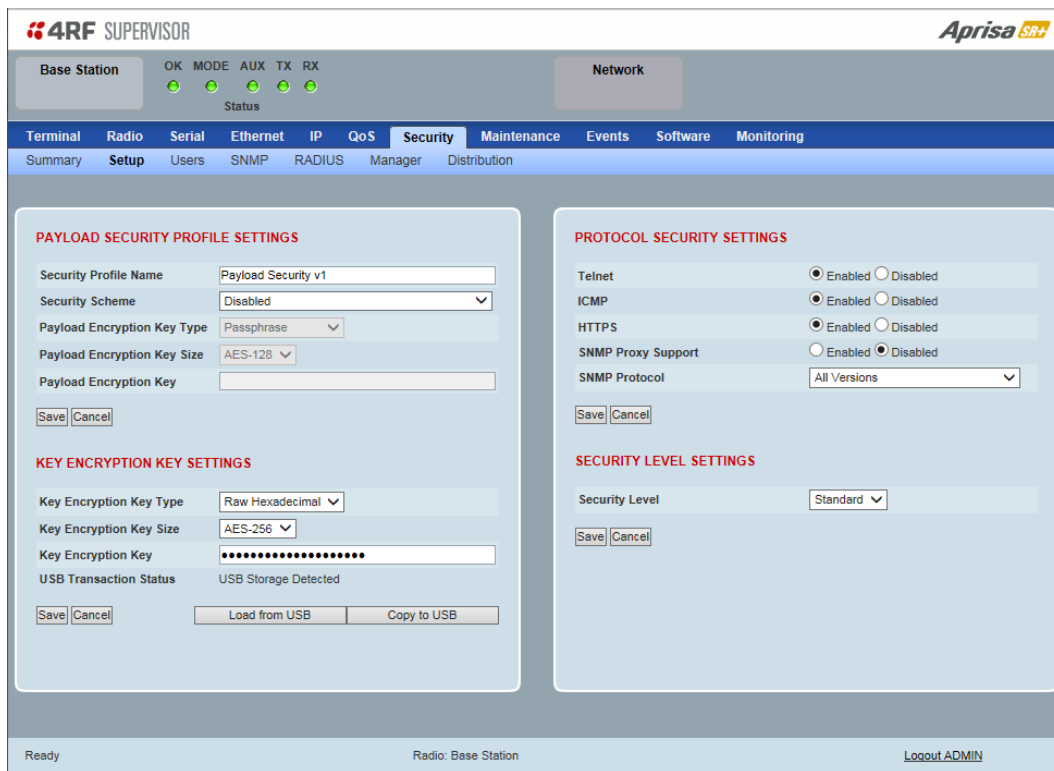 4RF SUPERVISOR
Aprisa SR+
Base Station
OK MODE AUX TX RX
Status
Network
Terminal Radio Serial Ethernet IP QoS Security Maintenance Events Software Monitoring
Summary Setup Users SNMP RADIUS Manager Distribution
PAYLOAD SECURITY PROFILE SETTINGS
Security Profile Name Payload Security v1
Security Scheme Disabled
Payload Encryption Key Type Passphrase
Payload Encryption Key Size AES-128
Payload Encryption Key
Save Cancel
KEY ENCRYPTION KEY SETTINGS
Key Encryption Key Type Raw Hexadecimal
Key Encryption Key Size AES-256
Key Encryption Key ••••••••••••••••••••
USB Transaction Status USB Storage Detected
Save Cancel Load from USB Copy to USB
PROTOCOL SECURITY SETTINGS
Telnet Enabled Disabled
ICMP Enabled Disabled
HTTPS Enabled Disabled
SNMP Proxy Support Enabled Disabled
SNMP Protocol All Versions
Save Cancel
SECURITY LEVEL SETTINGS
Security Level Standard
Save Cancel
Ready Radio: Base Station Logout ADMIN